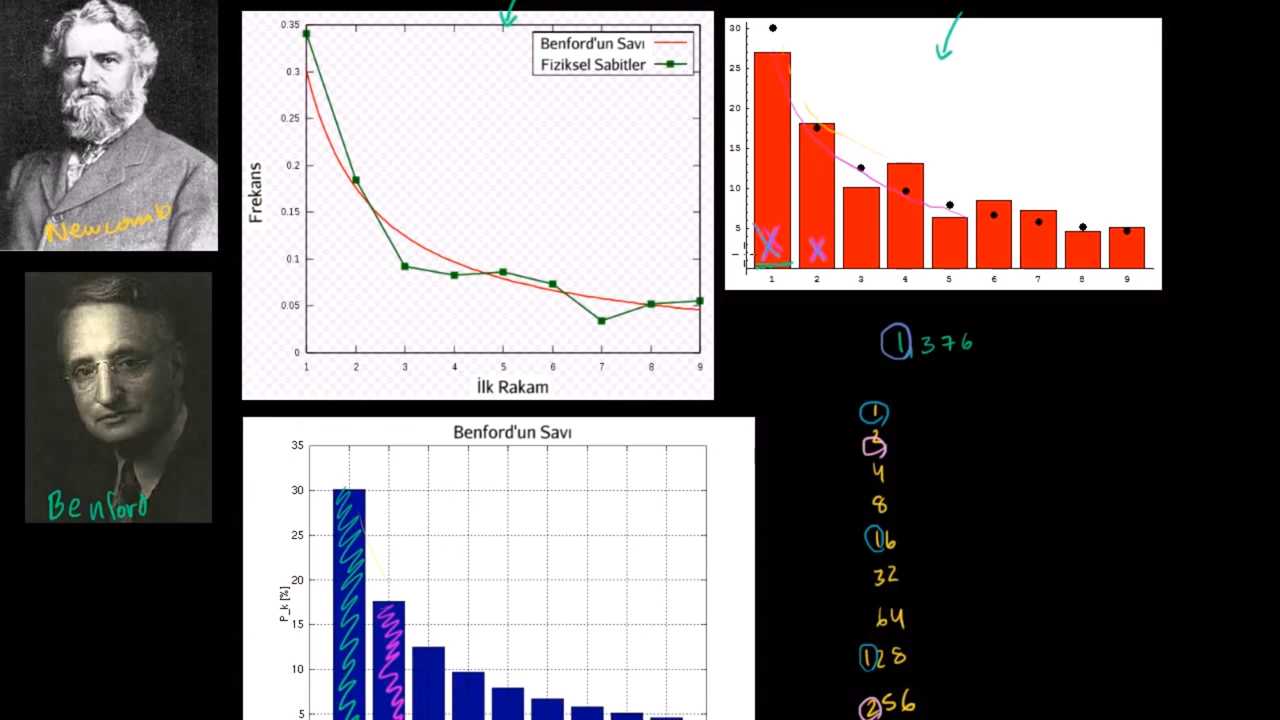 Newcomb
Benford
0.35
0.3
0.25
0.2
0.15
0.1
0.05
0
Frekans
Benford'un Savı
Fiziksel Sabitler
1 2 3 4 5 6 7 8 9
İlk Rakam
30
25
20
15
10
5
1 2 3 4 5 6 7 8 9
X X
Benford'un Savı
35
30
25
20
15
10
5
P_k [%]
1,376
1
2
4
8
16
32
64
128
256